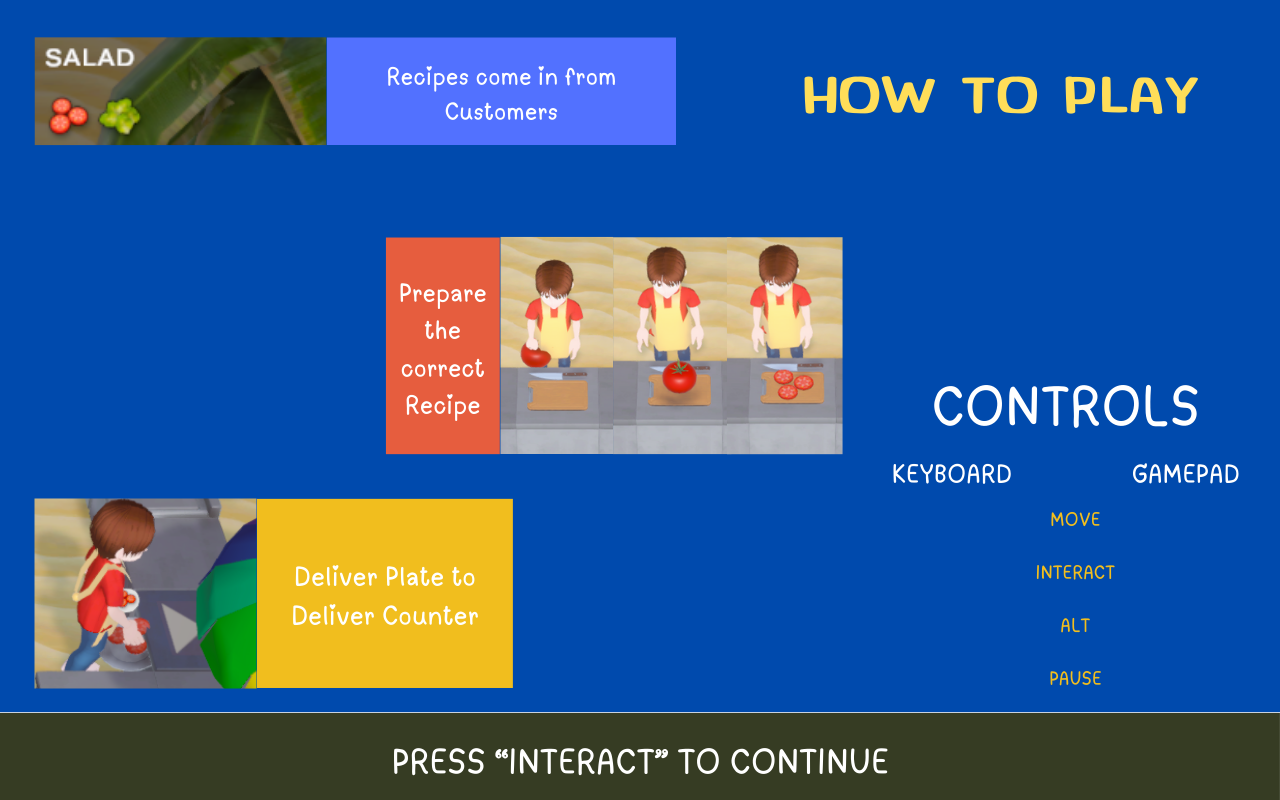 SALAD
Recipes come in from
Customers
HOW TO PLAY
Prepare
the
correct
Recipe
Deliver Plate to
Deliver Counter
CONTROLS
KEYBOARD GAMEPAD
MOVE
INTERACT
ALT
PAUSE
PRESS “INTERACT” TO CONTINUE